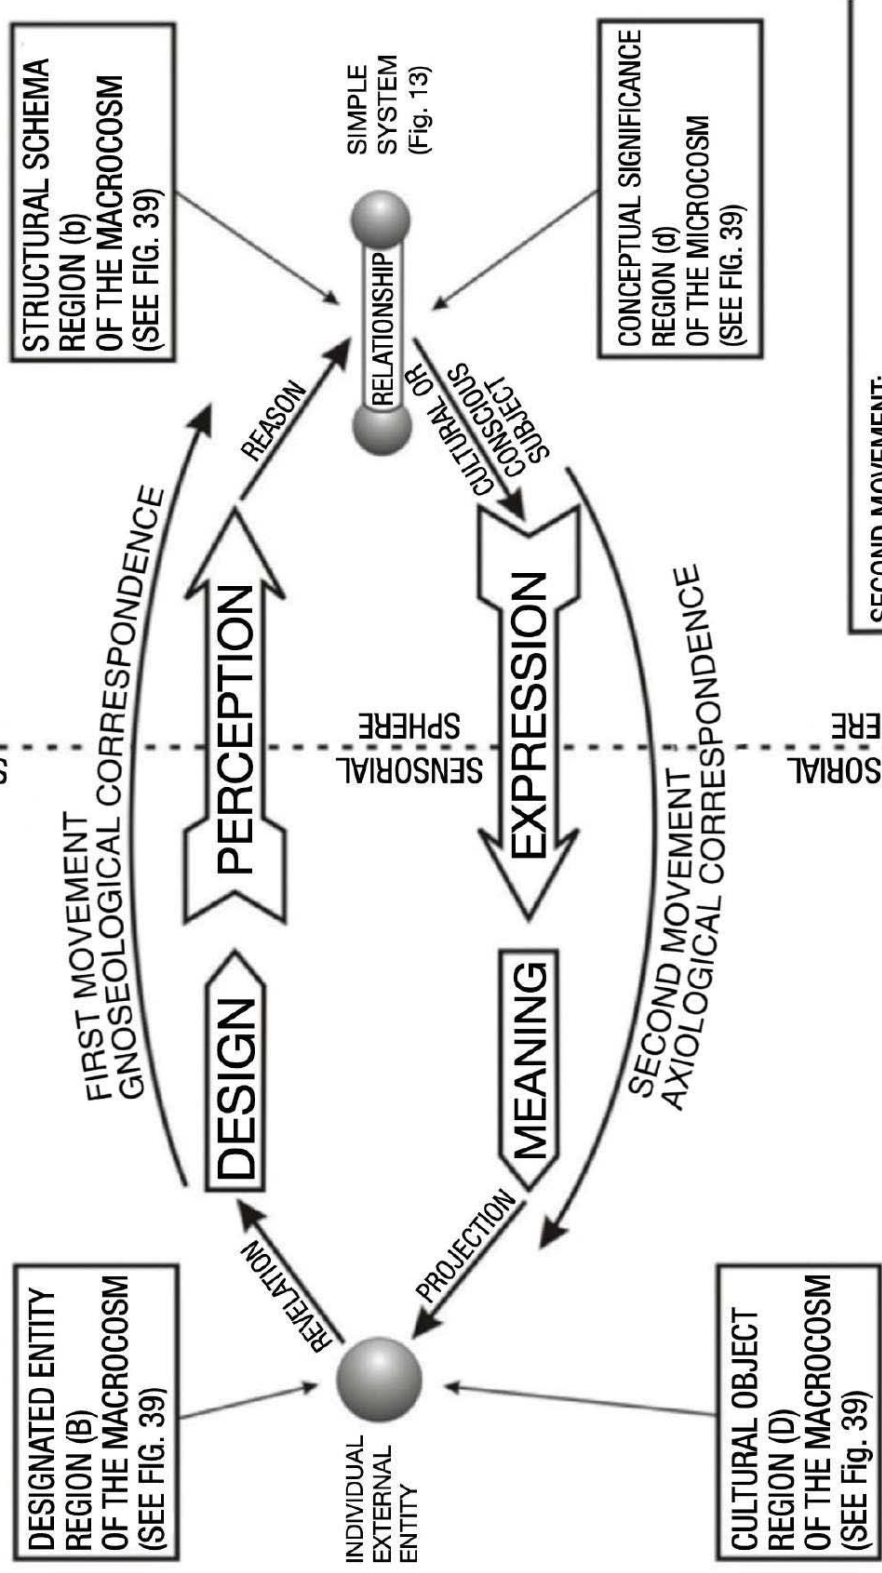 DESIGNATED ENTITY
REGION (B)
OF THE MACROCOSM
(SEE FIG. 39)
FIRST MOVEMENT
GNOSEOLOGICAL CORRESPONDENCE
STRUCTURAL SCHEMA
REGION (b)
OF THE MACROCOSM
(SEE FIG. 39)
REVELATION
DESIGN
PERCEPTION
REASON
INDIVIDUAL
EXTERNAL
ENTITY
SENSORIAL
SPHERE
RELATIONSHIP
SIMPLE
SYSTEM
(Fig. 13)
PROJECTION
MEANING
EXPRESSION
CULTURAL OR
CONSCIOUS
SUBJECT
CULTURAL OBJECT
REGION (D)
OF THE MACROCOSM
(SEE Fig. 39)
SECOND MOVEMENT
AXIOLOGICAL CORRESPONDENCE
CONCEPTUAL SIGNIFICANCE
REGION (d)
OF THE MICROCOSM
(SEE FIG. 39)
SECOND MOVEMENT: